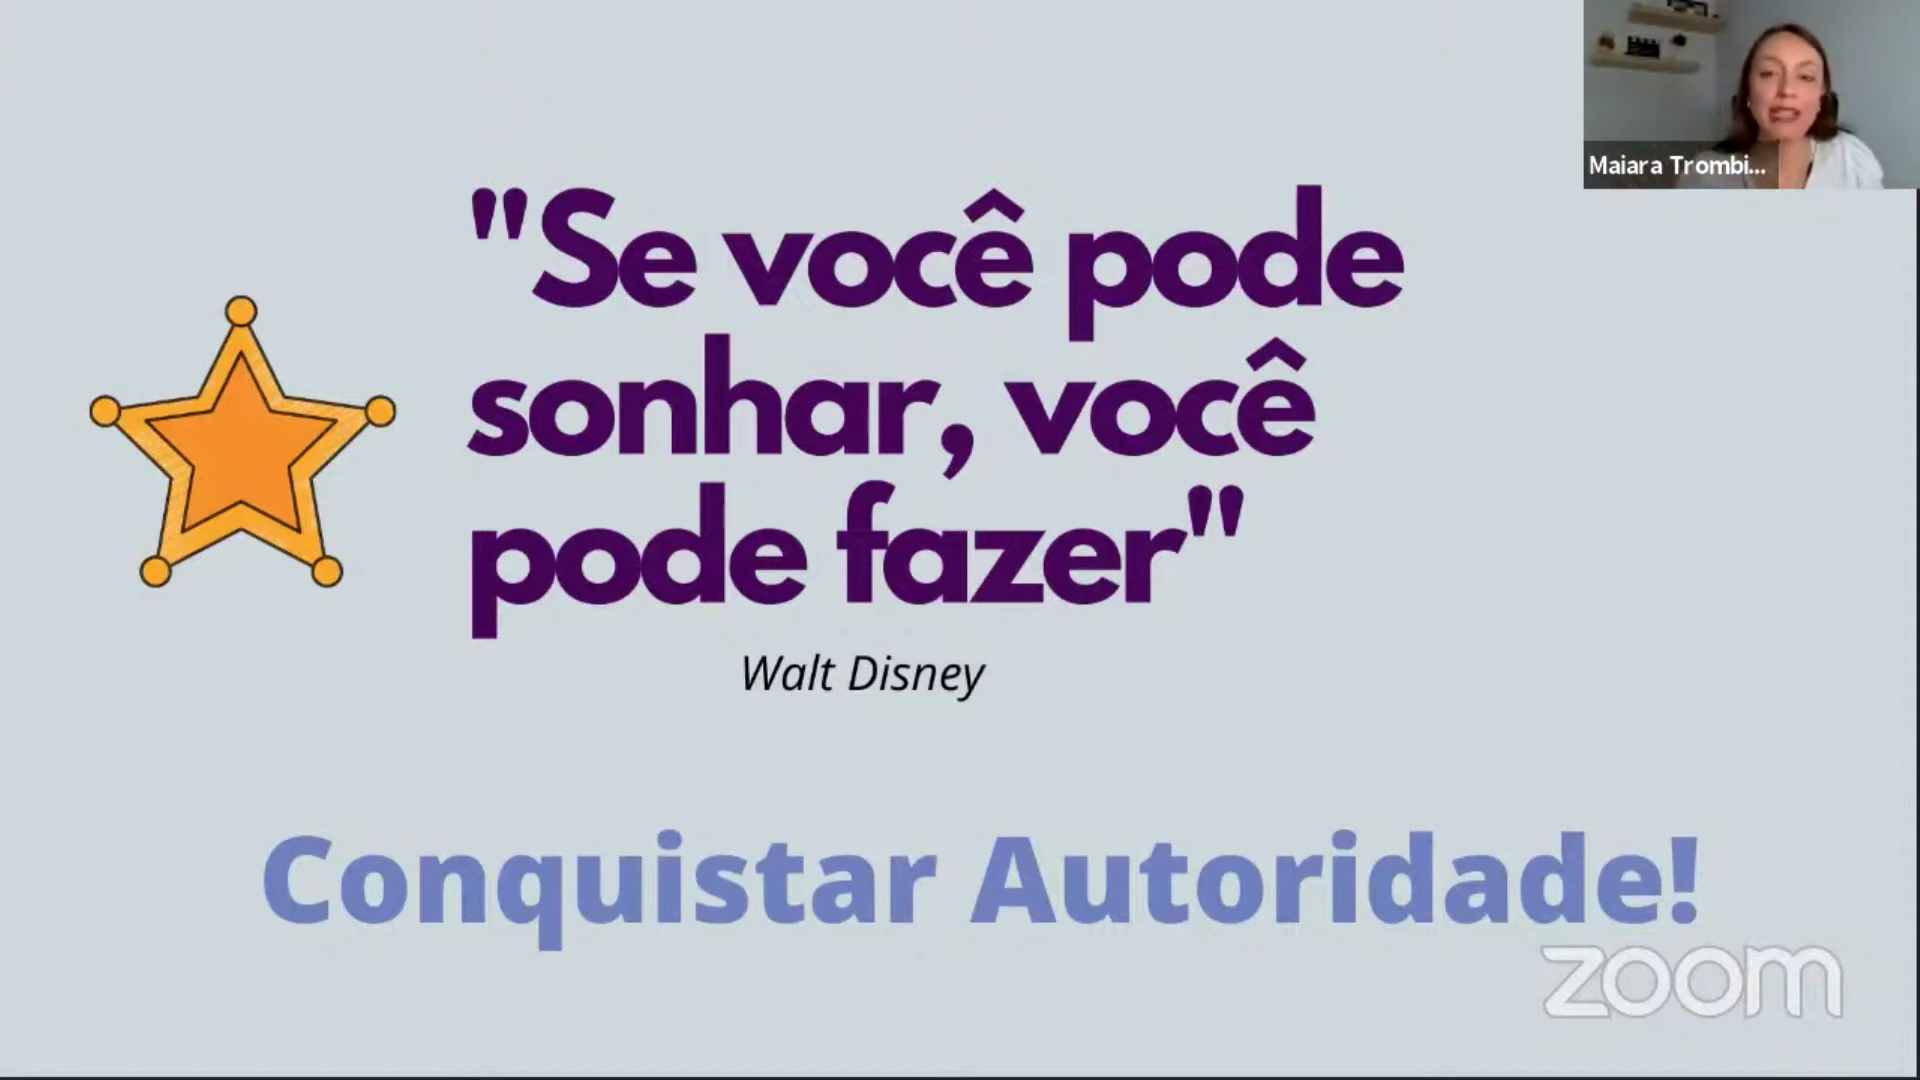 Maiara Trombi...
"Se você pode
sonhar, você
pode fazer"
Walt Disney
Conquistar Autoridade!
zoom